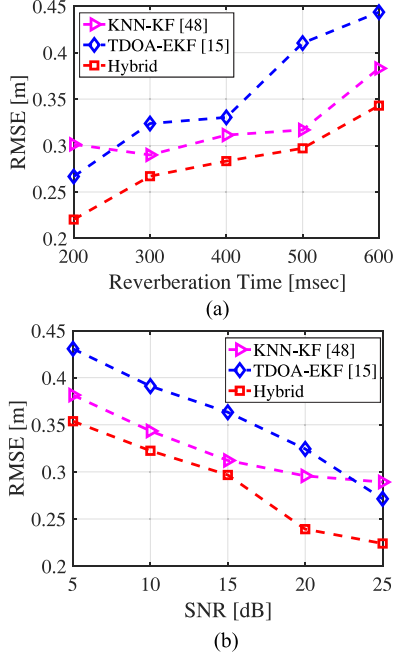 0.45
0.4
0.35
0.3
0.25
0.2
RMSE [m]
KNN-KF [48]
TDOA-EKF [15]
Hybrid
200 300 400 500 600
Reverberation Time [msec]
(a)
0.45
0.4
0.35
0.3
0.25
0.2
RMSE [m]
KNN-KF [48]
TDOA-EKF [15]
Hybrid
5 10 15 20 25
SNR [dB]
(b)